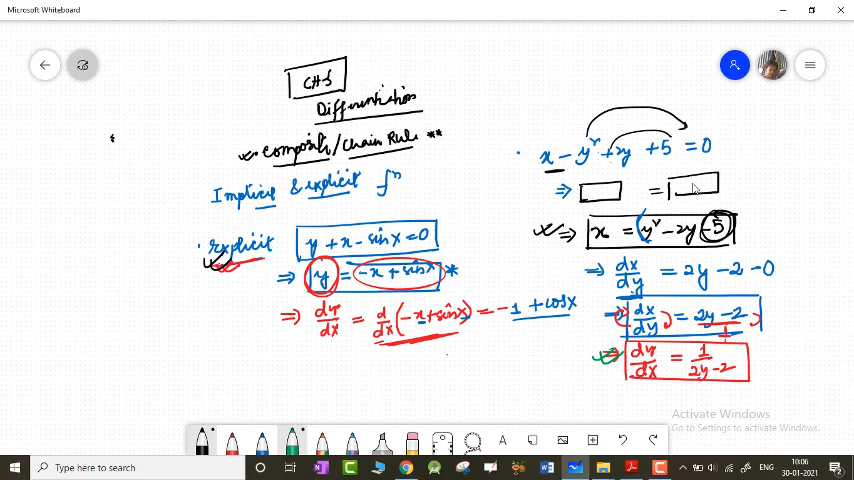 Microsoft Whiteboard
CH-5
Differentiation
Composite/Chain Rule **
Implicit & explicit fⁿ
explicit
y + x - sin x = 0
⇒ y = -x + sin x *
⇒ dy/dx = d/dx (-x + sin x) = -1 + cos x
x - y² + 2y + 5 = 0
⇒ =
⇒ x = y² - 2y - 5
⇒ dx/dy = 2y - 2 - 0
⇒ (dx/dy) = (2y - 2)/1
⇒ dy/dx = 1/(2y - 2)
Activate Windows
Go to Settings to activate Windows.
Type here to search
ENG
10:06
30-01-2021